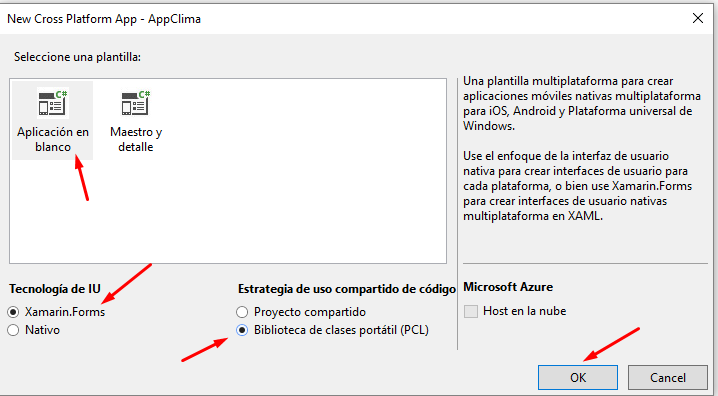 New Cross Platform App - AppClima
Seleccione una plantilla:
C#
Aplicación en
blanco
C#
Maestro y
detalle
Una plantilla multiplataforma para crear
aplicaciones móviles nativas multiplataforma
para iOS, Android y Plataforma universal de
Windows.
Use el enfoque de la interfaz de usuario
nativa para crear interfaces de usuario para
cada plataforma, o bien use Xamarin.Forms
para crear interfaces de usuario nativas
multiplataforma en XAML.
Tecnología de IU
Xamarin.Forms
Nativo
Estrategia de uso compartido de código
Proyecto compartido
Biblioteca de clases portátil (PCL)
Microsoft Azure
Host en la nube
OK
Cancel